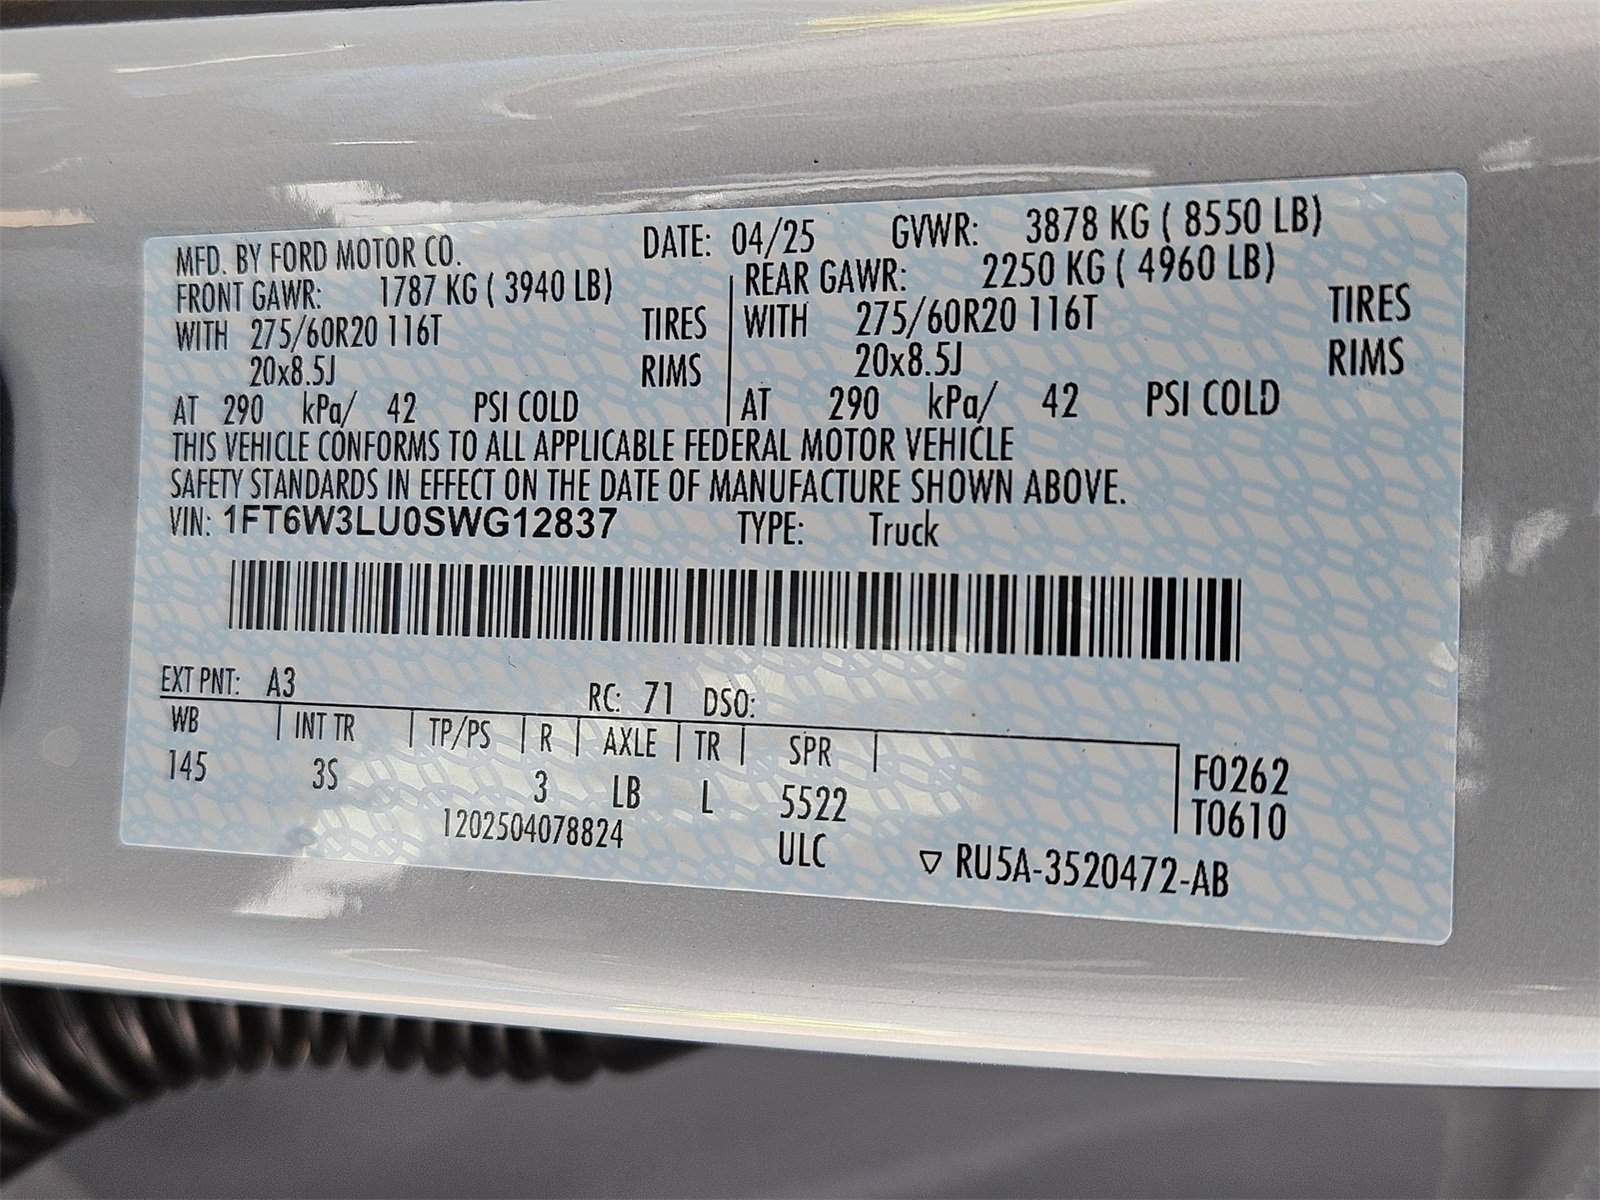 MFD. BY FORD MOTOR CO. DATE: 04/25 GVWR: 3878 KG ( 8550 LB)
FRONT GAWR: 1787 KG ( 3940 LB) REAR GAWR: 2250 KG ( 4960 LB)
WITH 275/60R20 116T TIRES WITH 275/60R20 116T TIRES
20x8.5J RIMS 20x8.5J RIMS
AT 290 kPa/ 42 PSI COLD AT 290 kPa/ 42 PSI COLD
THIS VEHICLE CONFORMS TO ALL APPLICABLE FEDERAL MOTOR VEHICLE
SAFETY STANDARDS IN EFFECT ON THE DATE OF MANUFACTURE SHOWN ABOVE.
VIN: 1FT6W3LU0SWG12837 TYPE: Truck
EXT PNT: A3 RC: 71 DSO:
WB INT TR TP/PS R AXLE TR SPR F0262
145 3S 3 LB L 5522 T0610
1202504078824 ULC ▽ RU5A-3520472-AB